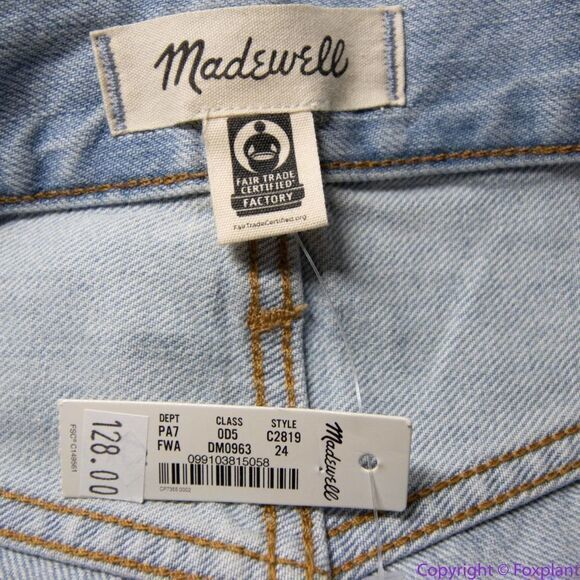 Madewell
FAIR TRADE
CERTIFIED
FACTORY
FairTradeCertified.org
128.00
DEPT CLASS STYLE
PA7 0D5 C2819
FWA DM0963 24
099103815058
Madewell
Copyright © Foxplan